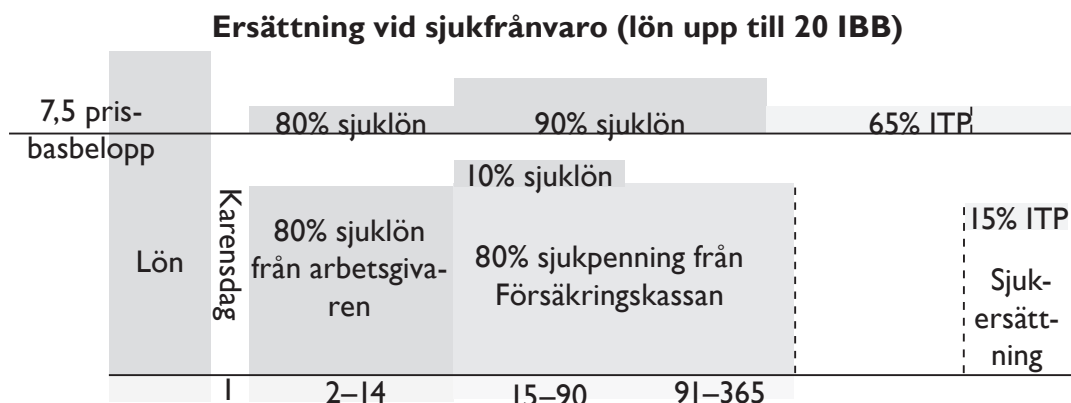 Ersättning vid sjukfrånvaro (lön upp till 20 IBB)
7,5 pris-
basbelopp
80% sjuklön
90% sjuklön
65% ITP
10% sjuklön
Lön
Karensdag
80% sjuklön
från arbetsgiva-
ren
80% sjukpenning från
Försäkringskassan
15% ITP
Sjuk-
ersätt-
ning
1
2–14
15–90
91–365